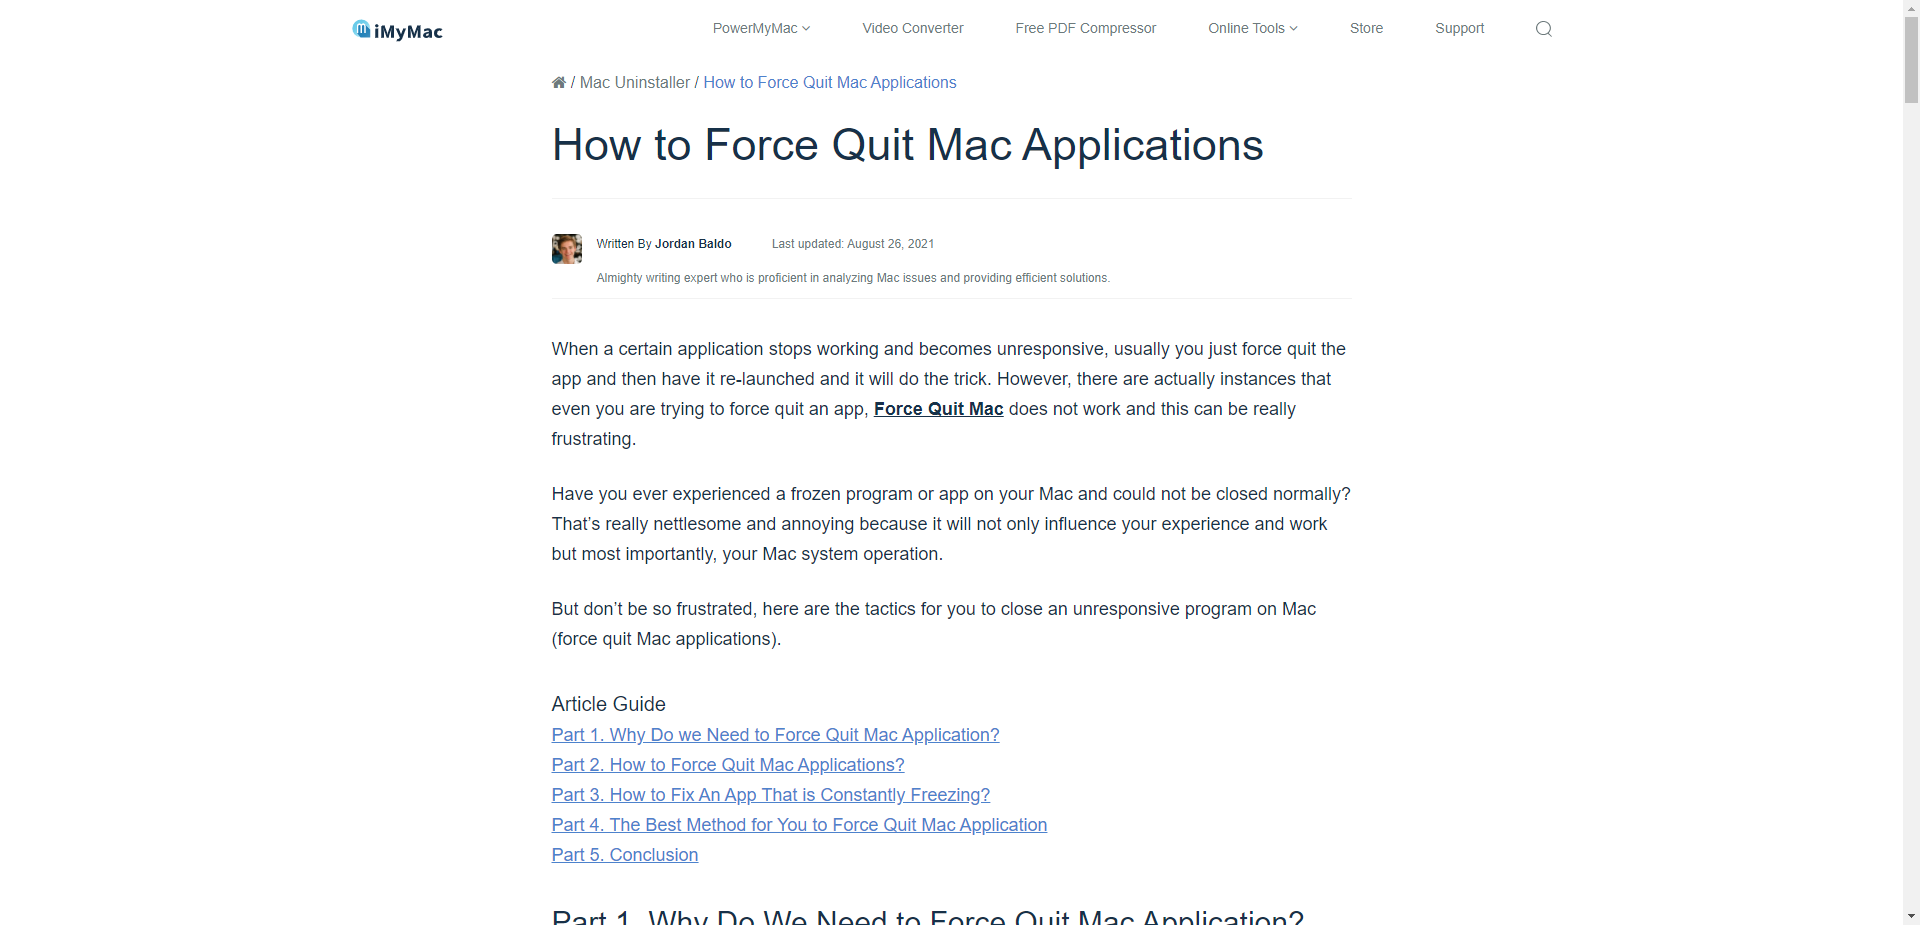 iMyMac
PowerMyMac
Video Converter
Free PDF Compressor
Online Tools
Store
Support
/ Mac Uninstaller / How to Force Quit Mac Applications
How to Force Quit Mac Applications
Written By Jordan Baldo
Last updated: August 26, 2021
Almighty writing expert who is proficient in analyzing Mac issues and providing efficient solutions.
When a certain application stops working and becomes unresponsive, usually you just force quit the
app and then have it re-launched and it will do the trick. However, there are actually instances that
even you are trying to force quit an app, Force Quit Mac does not work and this can be really
frustrating.
Have you ever experienced a frozen program or app on your Mac and could not be closed normally?
That’s really nettlesome and annoying because it will not only influence your experience and work
but most importantly, your Mac system operation.
But don’t be so frustrated, here are the tactics for you to close an unresponsive program on Mac
(force quit Mac applications).
Article Guide
Part 1. Why Do we Need to Force Quit Mac Application?
Part 2. How to Force Quit Mac Applications?
Part 3. How to Fix An App That is Constantly Freezing?
Part 4. The Best Method for You to Force Quit Mac Application
Part 5. Conclusion
Part 1. Why Do We Need to Force Quit Mac Application?